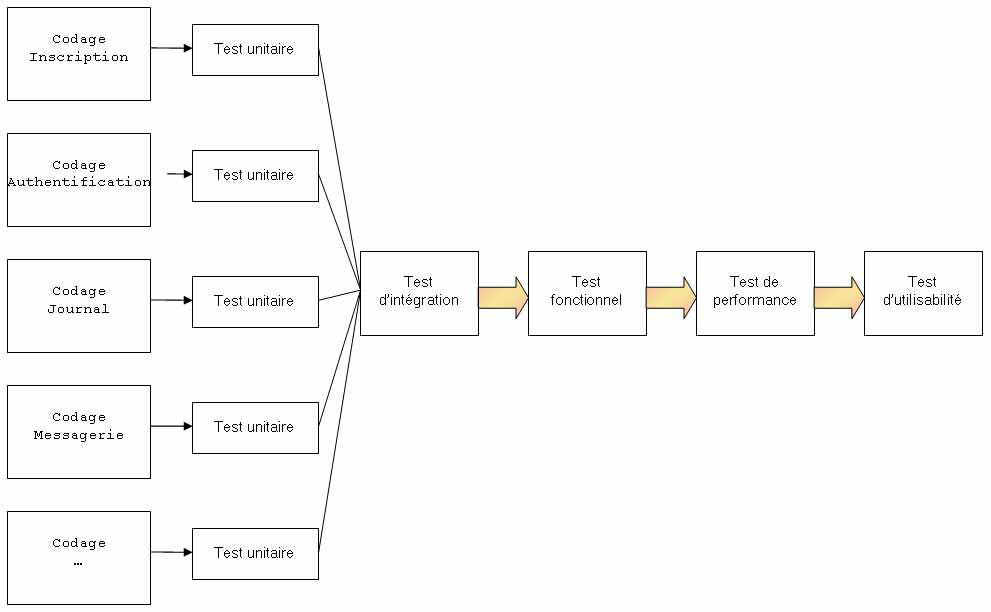 Codage
Inscription
Test unitaire
Codage
Authentification
Test unitaire
Codage
Journal
Test unitaire
Codage
Messagerie
Test unitaire
Codage
…
Test unitaire
Test
d'intégration
Test
fonctionnel
Test de
performance
Test
d'utilisabilité